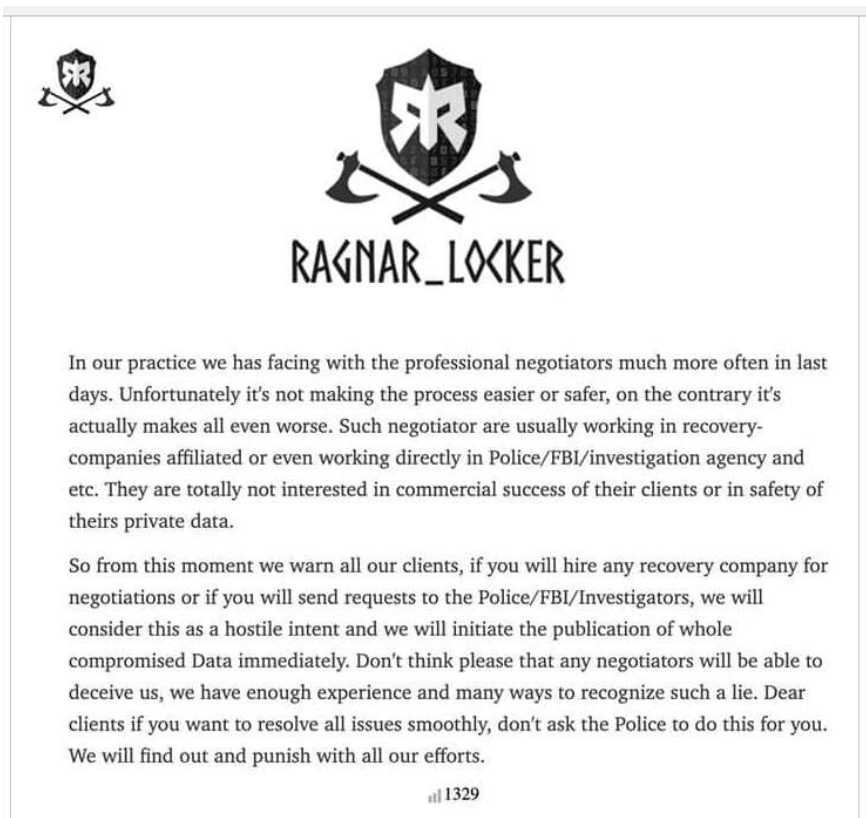 RAGNAR_LOCKER
In our practice we has facing with the professional negotiators much more often in last
days. Unfortunately it's not making the process easier or safer, on the contrary it's
actually makes all even worse. Such negotiator are usually working in recovery-
companies affiliated or even working directly in Police/FBI/investigation agency and
etc. They are totally not interested in commercial success of their clients or in safety of
theirs private data.
So from this moment we warn all our clients, if you will hire any recovery company for
negotiations or if you will send requests to the Police/FBI/Investigators, we will
consider this as a hostile intent and we will initiate the publication of whole
compromised Data immediately. Don't think please that any negotiators will be able to
deceive us, we have enough experience and many ways to recognize such a lie. Dear
clients if you want to resolve all issues smoothly, don't ask the Police to do this for you.
We will find out and punish with all our efforts.
1329